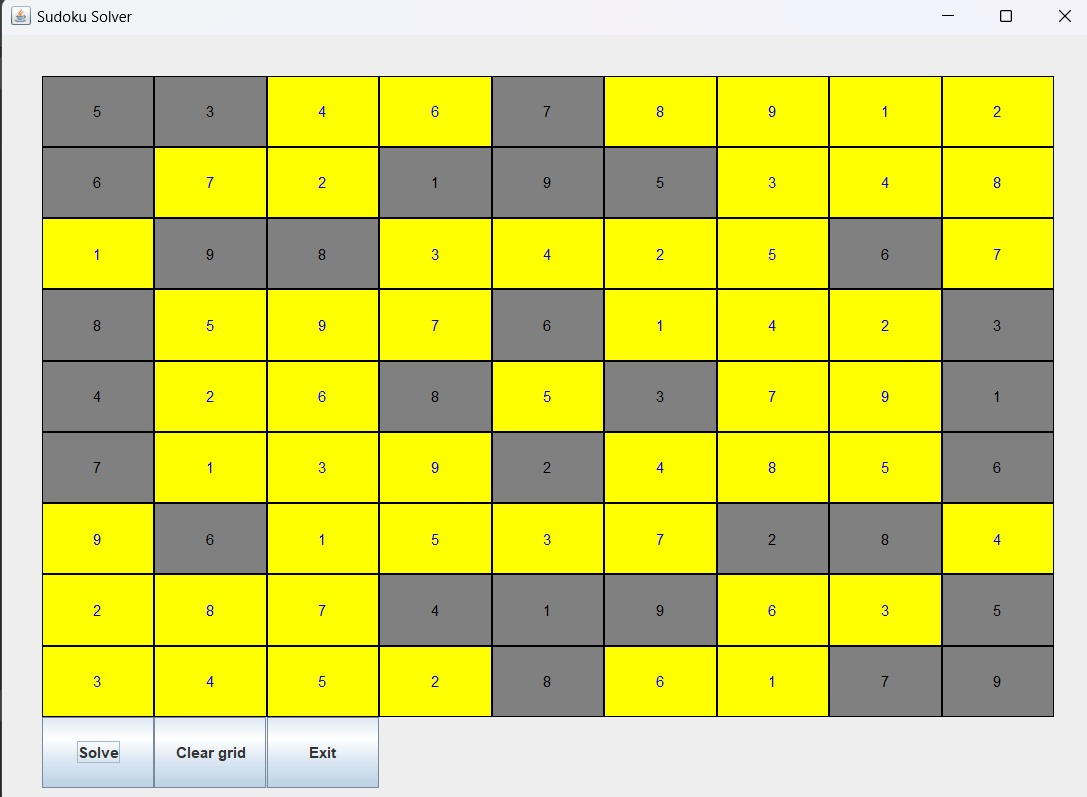 Sudoku Solver
5 3 4 6 7 8 9 1 2
6 7 2 1 9 5 3 4 8
1 9 8 3 4 2 5 6 7
8 5 9 7 6 1 4 2 3
4 2 6 8 5 3 7 9 1
7 1 3 9 2 4 8 5 6
9 6 1 5 3 7 2 8 4
2 8 7 4 1 9 6 3 5
3 4 5 2 8 6 1 7 9
Solve Clear grid Exit